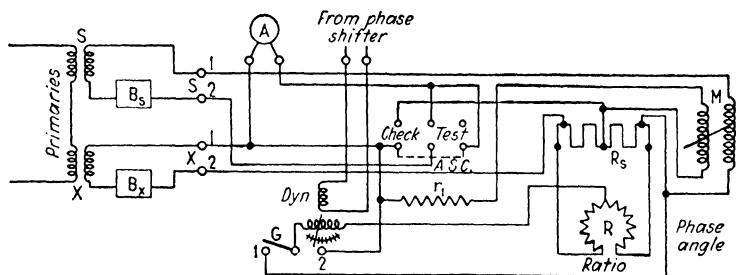 From phase
shifter
S
A
1
Bs
S 2
M
Primaries
1
X
Check
Test
Rs
2
X
Bx
A.S.C.
Dyn
r1
G
R
Phase
angle
1
2
Ratio